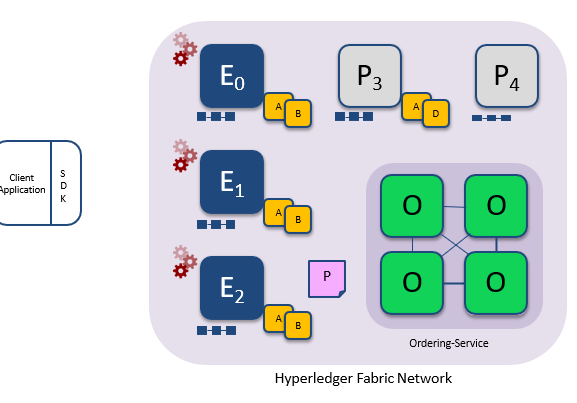 E0
A
B
P3
A
D
P4
Client
Application
S
D
K
E1
A
B
O
O
O
O
E2
A
B
P
Ordering-Service
Hyperledger Fabric Network